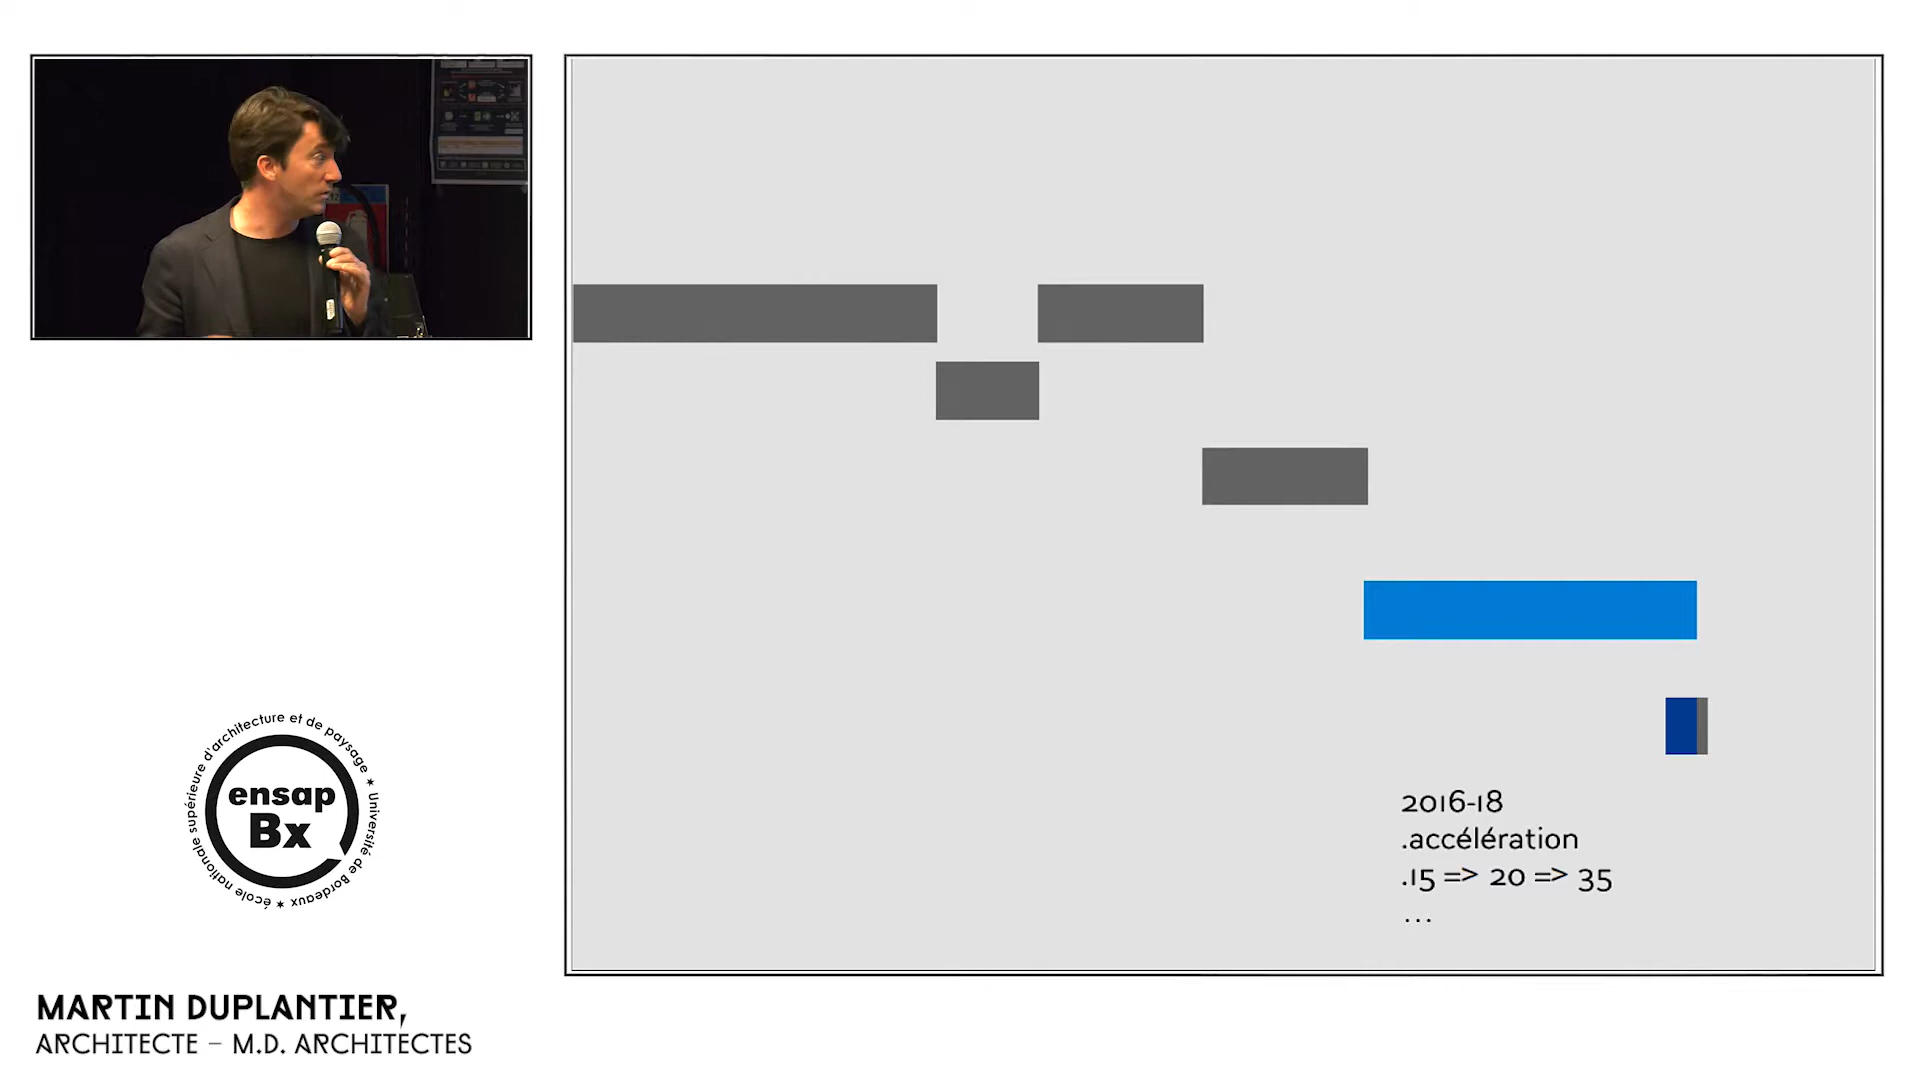 2016-18
.accélération
.15 => 20 => 35
...
école nationale supérieure d'architecture et de paysage ★ Université de Bordeaux ★
ensap
Bx
MARTIN DUPLANTIER,
ARCHITECTE – M.D. ARCHITECTES